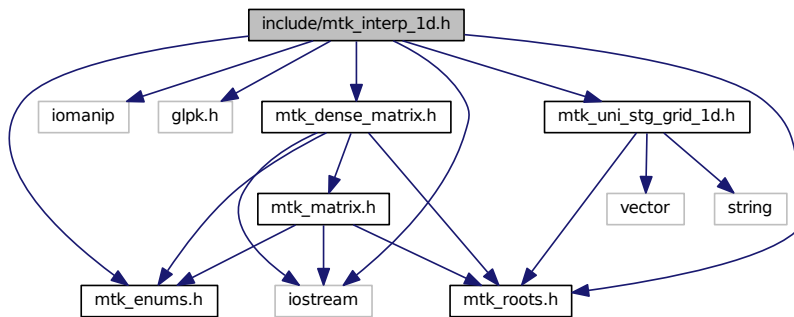 include/mtk_interp_1d.h
iomanip
glpk.h
mtk_dense_matrix.h
mtk_uni_stg_grid_1d.h
mtk_matrix.h
vector
string
mtk_enums.h
iostream
mtk_roots.h